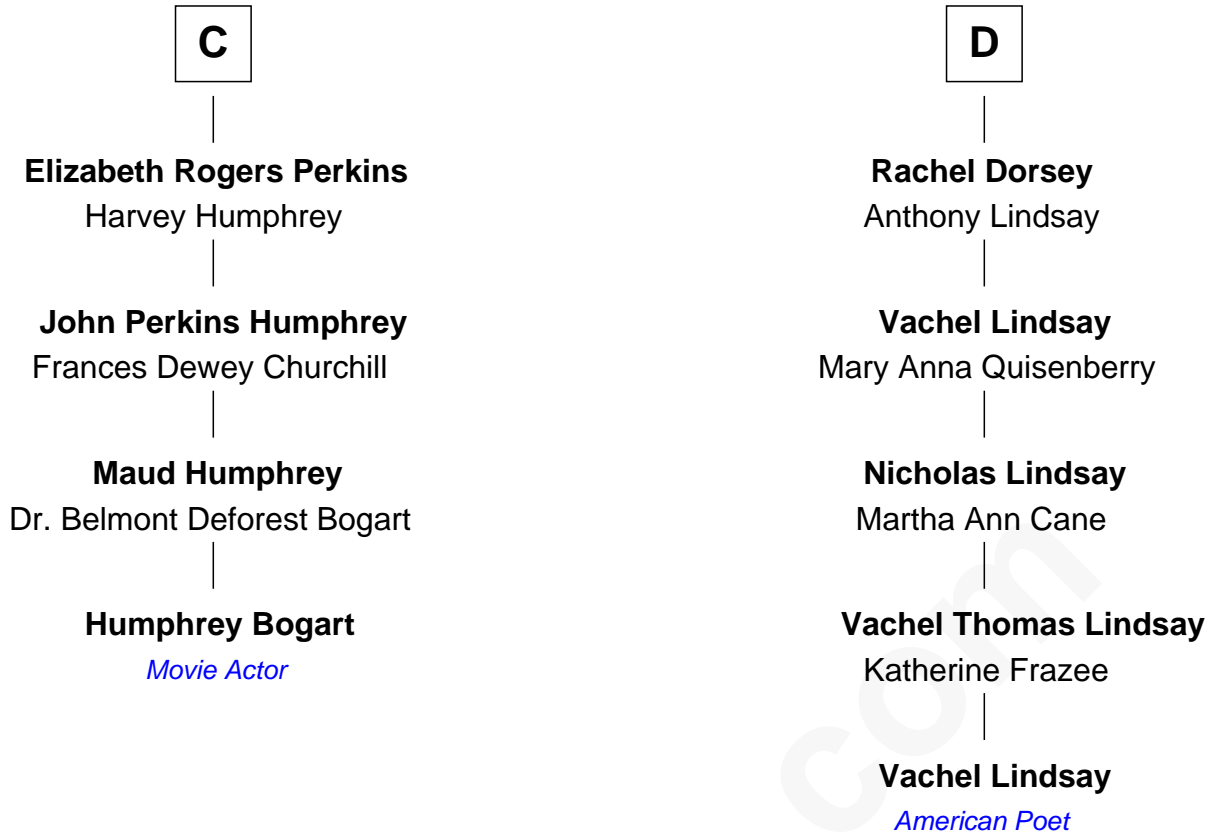 C
Elizabeth Rogers Perkins
Harvey Humphrey
John Perkins Humphrey
Frances Dewey Churchill
Maud Humphrey
Dr. Belmont Deforest Bogart
Humphrey Bogart
Movie Actor
D
Rachel Dorsey
Anthony Lindsay
Vachel Lindsay
Mary Anna Quisenberry
Nicholas Lindsay
Martha Ann Cane
Vachel Thomas Lindsay
Katherine Frazee
Vachel Lindsay
American Poet
com